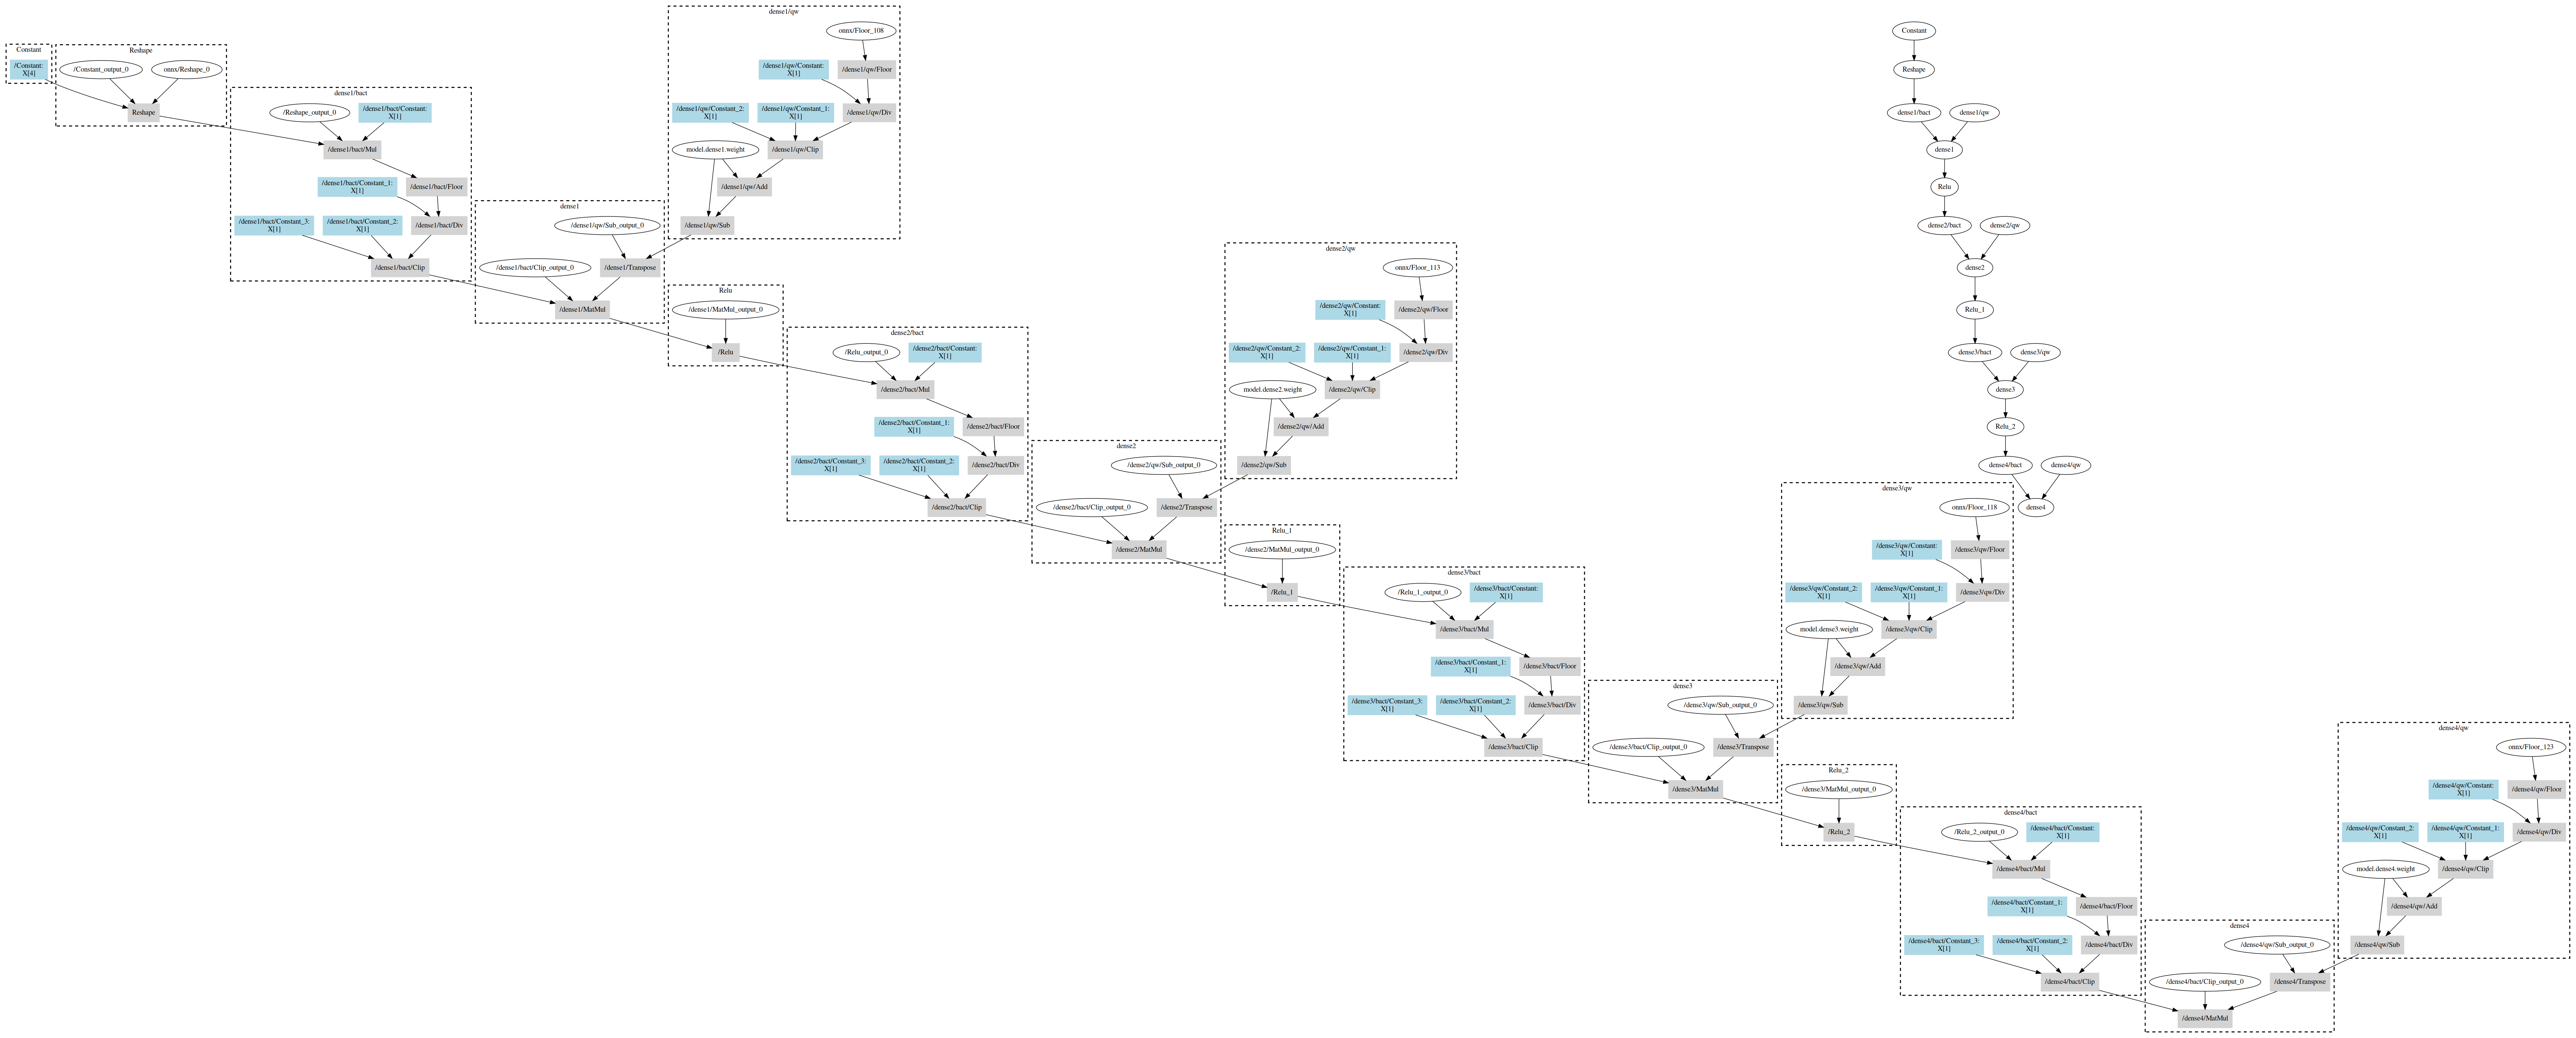 Constant
/Constant:
X[4]
Reshape
/Constant_output_0
onnx/Reshape_0
Reshape
dense1/bact
/Reshape_output_0
/dense1/bact/Constant:
X[1]
/dense1/bact/Mul
/dense1/bact/Constant_1:
X[1]
/dense1/bact/Floor
/dense1/bact/Constant_3:
X[1]
/dense1/bact/Constant_2:
X[1]
/dense1/bact/Div
/dense1/bact/Clip
dense1
/dense1/qw/Sub_output_0
/dense1/bact/Clip_output_0
/dense1/Transpose
/dense1/MatMul
dense1/qw
onnx/Floor_108
/dense1/qw/Constant:
X[1]
/dense1/qw/Floor
/dense1/qw/Constant_2:
X[1]
/dense1/qw/Constant_1:
X[1]
/dense1/qw/Div
model.dense1.weight
/dense1/qw/Clip
/dense1/qw/Add
/dense1/qw/Sub
Relu
/dense1/MatMul_output_0
/Relu
dense2/bact
/Relu_output_0
/dense2/bact/Constant:
X[1]
/dense2/bact/Mul
/dense2/bact/Constant_1:
X[1]
/dense2/bact/Floor
/dense2/bact/Constant_3:
X[1]
/dense2/bact/Constant_2:
X[1]
/dense2/bact/Div
/dense2/bact/Clip
dense2
/dense2/qw/Sub_output_0
/dense2/bact/Clip_output_0
/dense2/Transpose
/dense2/MatMul
dense2/qw
onnx/Floor_113
/dense2/qw/Constant:
X[1]
/dense2/qw/Floor
/dense2/qw/Constant_2:
X[1]
/dense2/qw/Constant_1:
X[1]
/dense2/qw/Div
model.dense2.weight
/dense2/qw/Clip
/dense2/qw/Add
/dense2/qw/Sub
Relu_1
/dense2/MatMul_output_0
/Relu_1
dense3/bact
/Relu_1_output_0
/dense3/bact/Constant:
X[1]
/dense3/bact/Mul
/dense3/bact/Constant_1:
X[1]
/dense3/bact/Floor
/dense3/bact/Constant_3:
X[1]
/dense3/bact/Constant_2:
X[1]
/dense3/bact/Div
/dense3/bact/Clip
dense3
/dense3/qw/Sub_output_0
/dense3/bact/Clip_output_0
/dense3/Transpose
/dense3/MatMul
dense3/qw
onnx/Floor_118
/dense3/qw/Constant:
X[1]
/dense3/qw/Floor
/dense3/qw/Constant_2:
X[1]
/dense3/qw/Constant_1:
X[1]
/dense3/qw/Div
model.dense3.weight
/dense3/qw/Clip
/dense3/qw/Add
/dense3/qw/Sub
Relu_2
/dense3/MatMul_output_0
/Relu_2
dense4/bact
/Relu_2_output_0
/dense4/bact/Constant:
X[1]
/dense4/bact/Mul
/dense4/bact/Constant_1:
X[1]
/dense4/bact/Floor
/dense4/bact/Constant_3:
X[1]
/dense4/bact/Constant_2:
X[1]
/dense4/bact/Div
/dense4/bact/Clip
dense4
/dense4/qw/Sub_output_0
/dense4/bact/Clip_output_0
/dense4/Transpose
/dense4/MatMul
dense4/qw
onnx/Floor_123
/dense4/qw/Constant:
X[1]
/dense4/qw/Floor
/dense4/qw/Constant_2:
X[1]
/dense4/qw/Constant_1:
X[1]
/dense4/qw/Div
model.dense4.weight
/dense4/qw/Clip
/dense4/qw/Add
/dense4/qw/Sub
Constant
Reshape
dense1/bact
dense1/qw
dense1
Relu
dense2/bact
dense2/qw
dense2
Relu_1
dense3/bact
dense3/qw
dense3
Relu_2
dense4/bact
dense4/qw
dense4